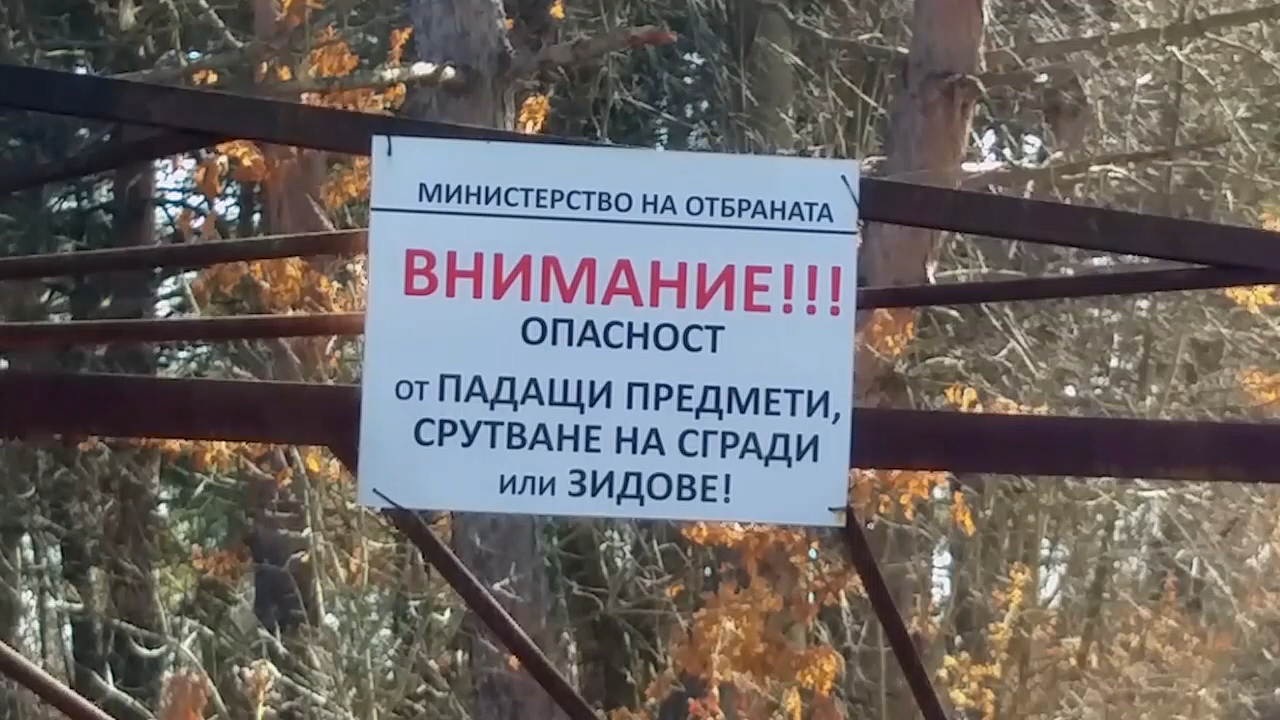 МИНИСТЕРСТВО НА ОТБРАНАТА
ВНИМАНИЕ!!!
ОПАСНОСТ
от ПАДАЩИ ПРЕДМЕТИ,
СРУТВАНЕ НА СГРАДИ
или ЗИДОВЕ!